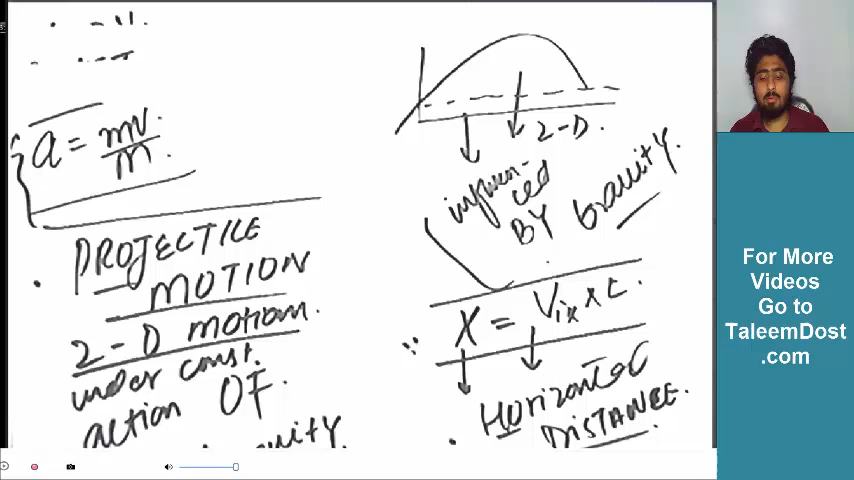 a = mv
m
PROJECTILE
MOTION
2-D motion
under const.
action OF
2-D.
influen-
ced
BY Gravity.
X = Vix x t.
Horizontal
DISTANCE.
For More
Videos
Go to
TaleemDost
.com